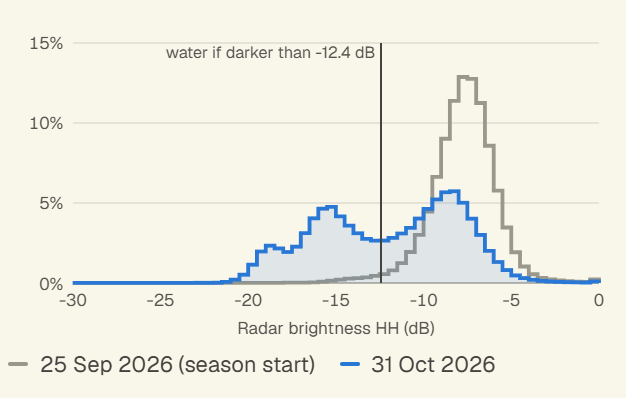 15%
water if darker than -12.4 dB
10%
5%
0%
-30 -25 -20 -15 -10 -5 0
Radar brightness HH (dB)
25 Sep 2026 (season start) 31 Oct 2026